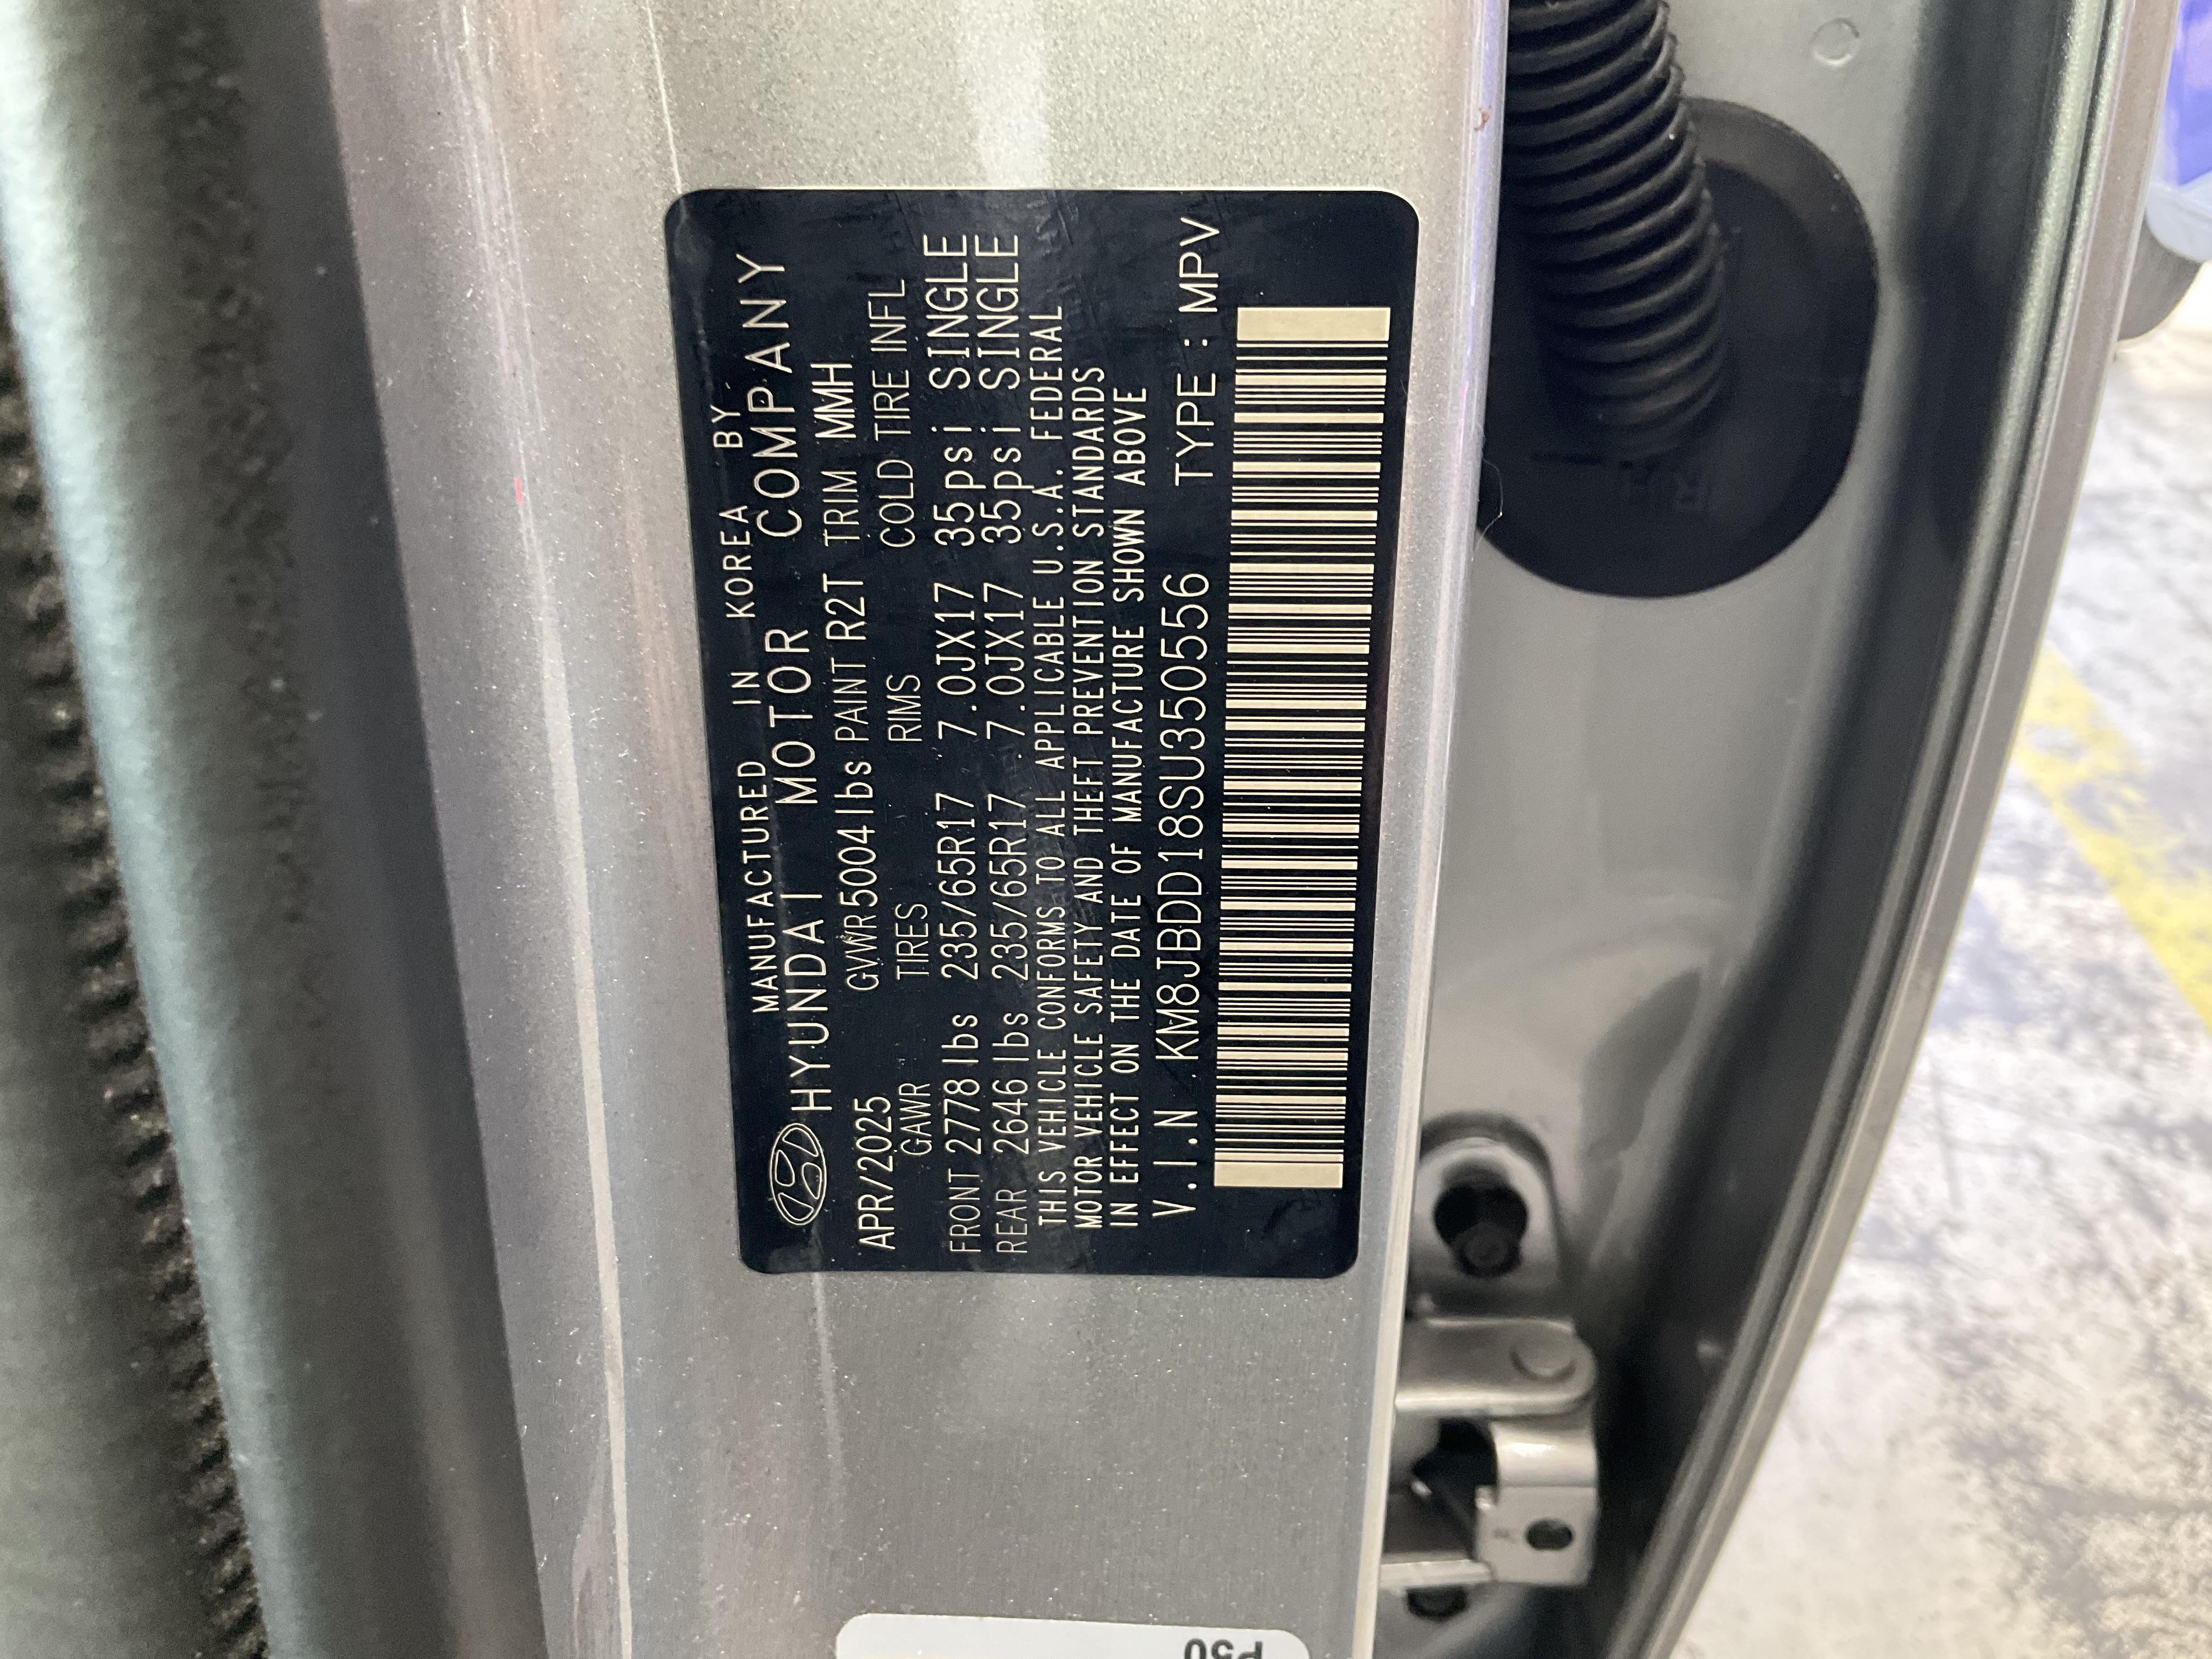 MANUFACTURED IN KOREA BY
HYUNDAI MOTOR COMPANY
APR/2025 GVWR 5004 lbs PAINT R2T TRIM MMH
GAWR TIRES RIMS COLD TIRE INFL
FRONT 2778 lbs 235/65R17 7.0JX17 35psi SINGLE
REAR 2646 lbs 235/65R17 7.0JX17 35psi SINGLE
THIS VEHICLE CONFORMS TO ALL APPLICABLE U.S.A. FEDERAL
MOTOR VEHICLE SAFETY AND THEFT PREVENTION STANDARDS
IN EFFECT ON THE DATE OF MANUFACTURE SHOWN ABOVE
V.I.N KM8JBDD18SU350556 TYPE : MPV